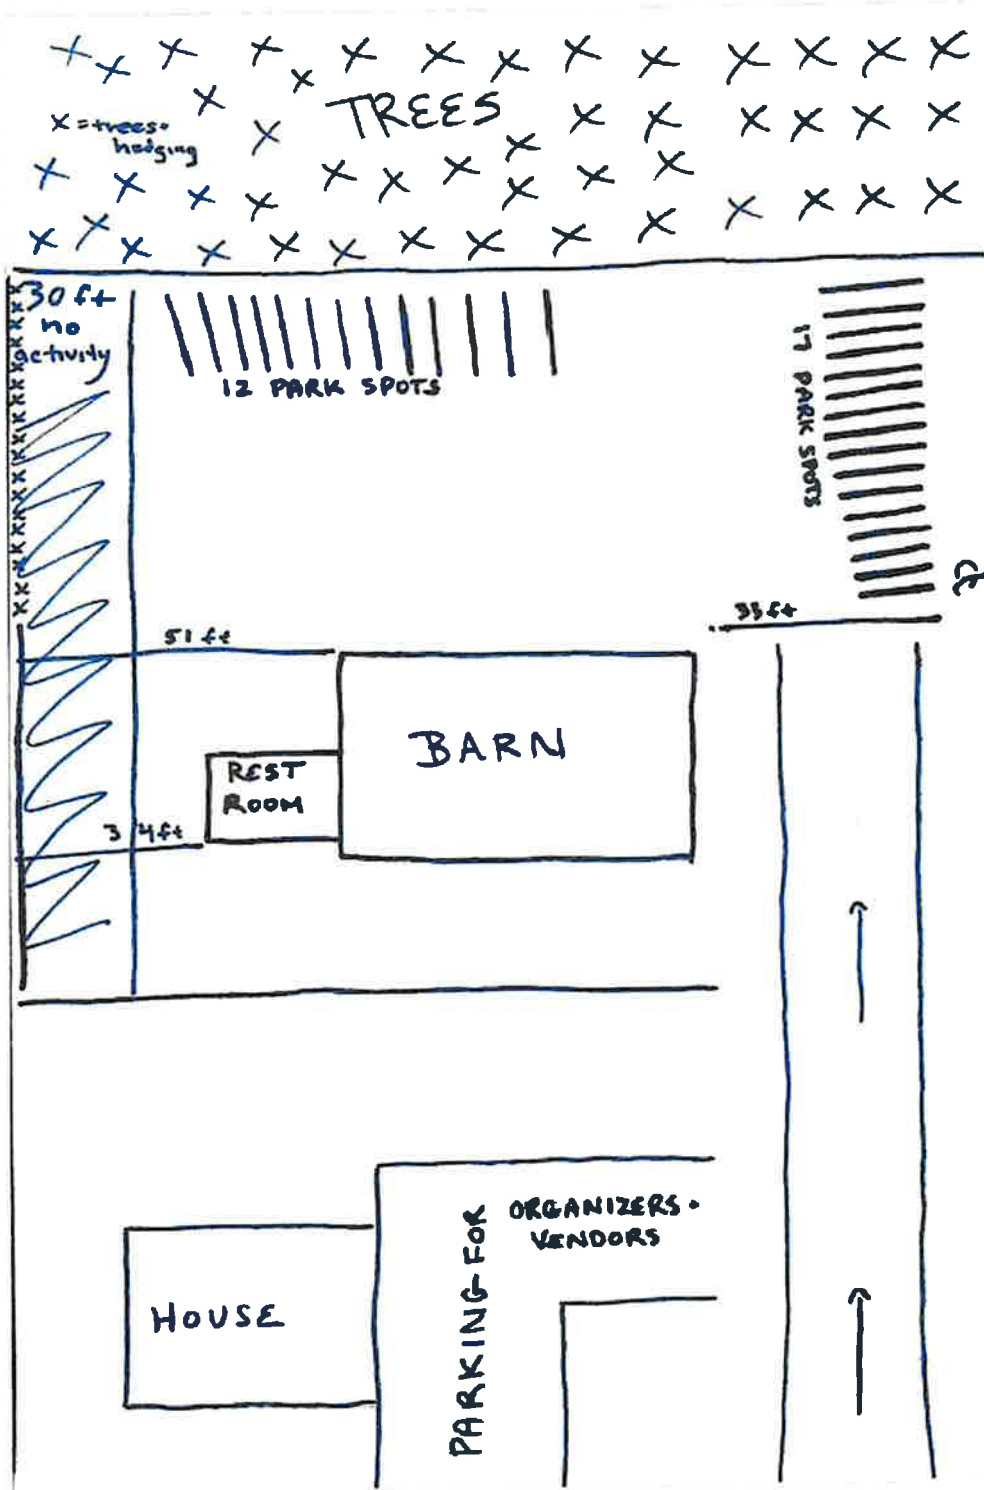 TREES
x = trees +
hedging
30 ft
no
activity
12 PARK SPOTS
17 PARK SPOTS
35 ft
51 ft
BARN
REST
ROOM
34 ft
ORGANIZERS +
VENDORS
PARKING FOR
HOUSE